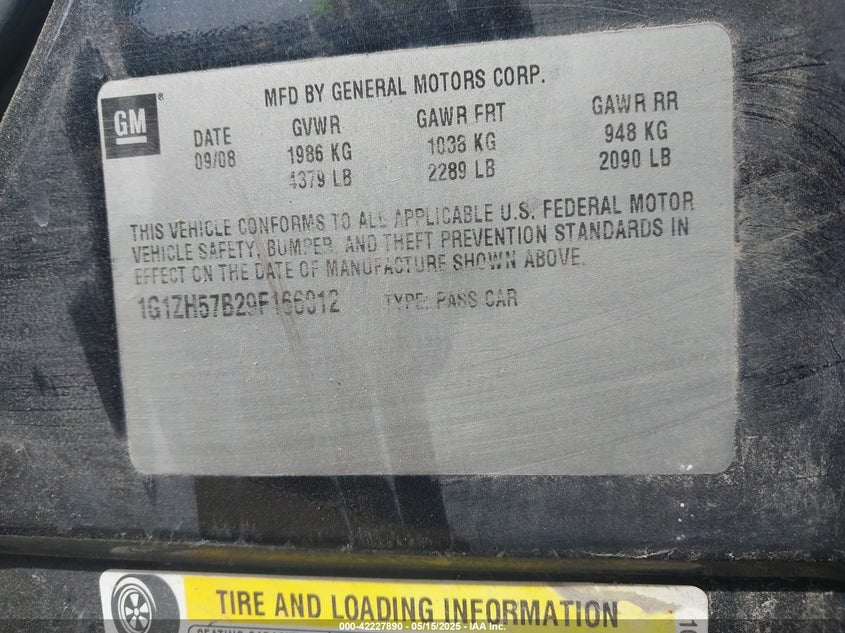 MFD BY GENERAL MOTORS CORP.
GM
DATE GVWR GAWR FRT GAWR RR
09/08 1986 KG 1038 KG 948 KG
4379 LB 2289 LB 2090 LB
THIS VEHICLE CONFORMS TO ALL APPLICABLE U.S. FEDERAL MOTOR
VEHICLE SAFETY, BUMPER, AND THEFT PREVENTION STANDARDS IN
EFFECT ON THE DATE OF MANUFACTURE SHOWN ABOVE.
TYPE: PASS CAR
TIRE AND LOADING INFORMATION
000-42227890 - 05/15/2025 - IAA Inc.